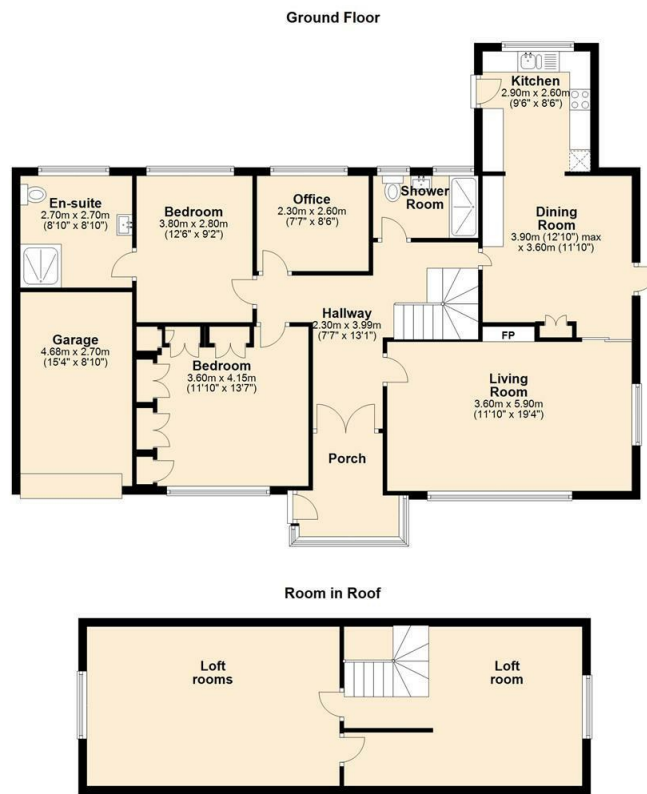 Ground Floor
Kitchen
2.90m x 2.60m
(9'6" x 8'6")
En-suite
2.70m x 2.70m
(8'10" x 8'10")
Bedroom
3.80m x 2.80m
(12'6" x 9'2")
Office
2.30m x 2.60m
(7'7" x 8'6")
Shower
Room
Dining
Room
3.90m (12'10") max
x 3.60m (11'10")
Hallway
2.30m x 3.99m
(7'7" x 13'1")
Garage
4.68m x 2.70m
(15'4" x 8'10")
Bedroom
3.60m x 4.15m
(11'10" x 13'7")
FP
Living
Room
3.60m x 5.90m
(11'10" x 19'4")
Porch
Room in Roof
Loft
rooms
Loft
room